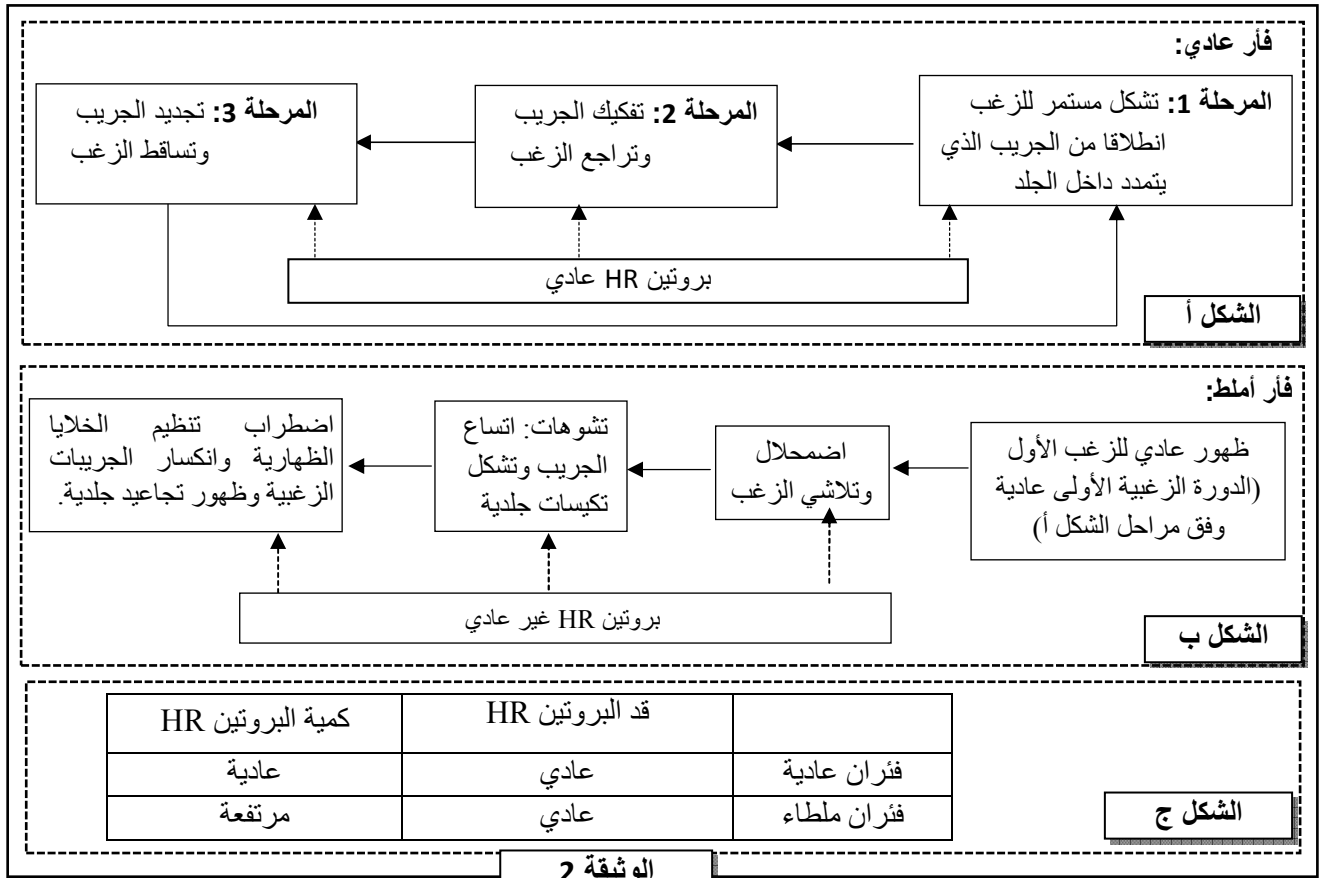 فأر عادي:
المرحلة 1: تشكل مستمر للزغب
انطلاقا من الجريب الذي
يتمدد داخل الجلد
المرحلة 2: تفكيك الجريب
وتراجع الزغب
المرحلة 3: تجديد الجريب
وتساقط الزغب
بروتين HR عادي
الشكل أ
فأر أملط:
ظهور عادي للزغب الأول
(الدورة الزغبية الأولى عادية
وفق مراحل الشكل أ)
اضمحلال
وتلاشي الزغب
تشوهات: اتساع
الجريب وتشكل
تكيسات جلدية
اضطراب تنظيم الخلايا
الظهارية وانكسار الجريبات
الزغبية وظهور تجاعيد جلدية.
بروتين HR غير عادي
الشكل ب
قد البروتين HR كمية البروتين HR
فئران عادية عادي عادية
فئران ملطاء عادي مرتفعة
الشكل ج
الوثيقة 2